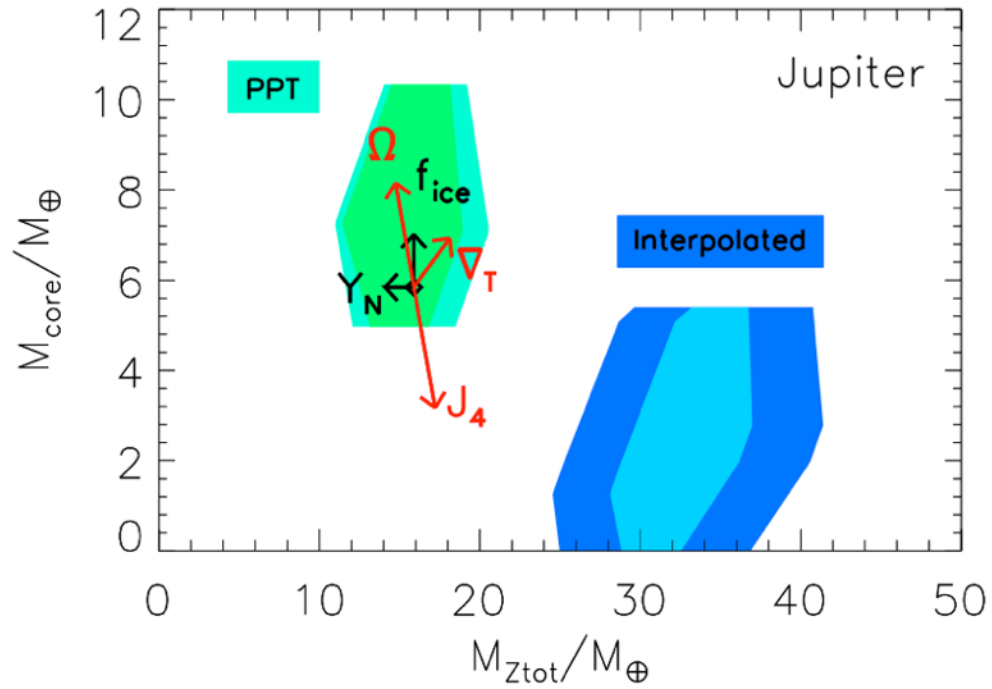 Jupiter
PPT
Interpolated
Ω
f_ice
Y_N
∇_T
J_4
M_core/M_⊕
12
10
8
6
4
2
0
0 10 20 30 40 50
M_Ztot/M_⊕